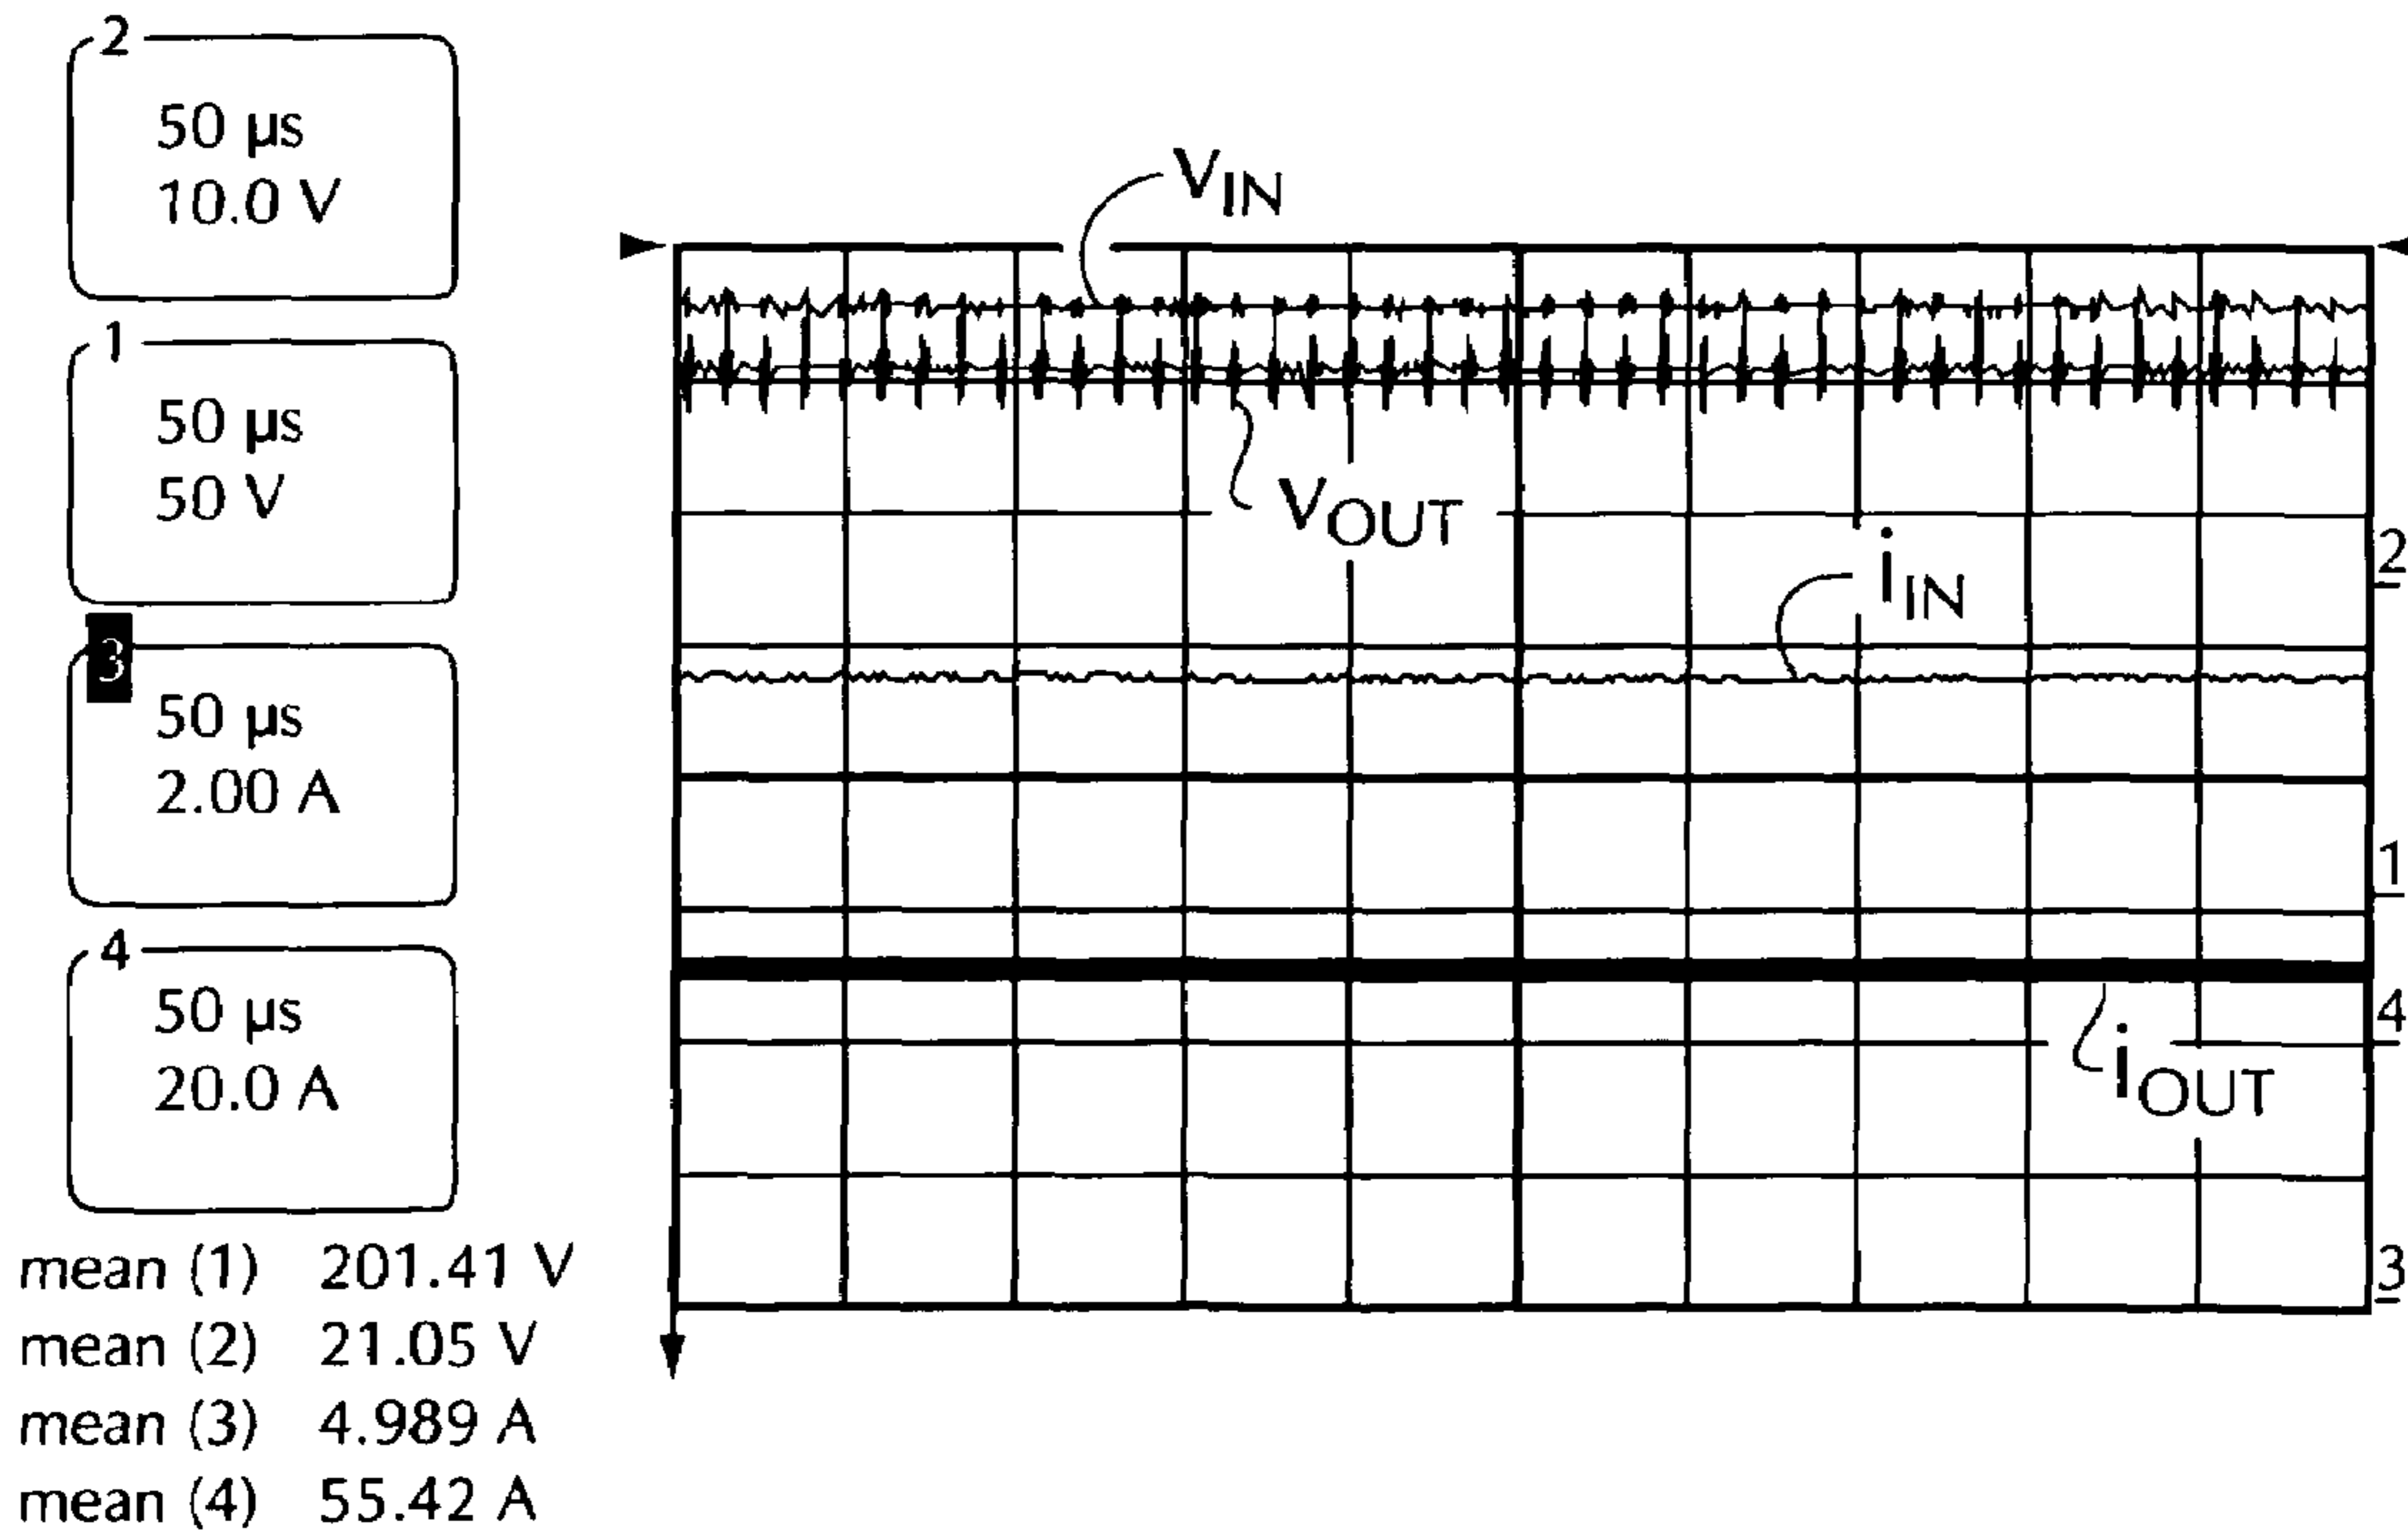 2
50 µs
10.0 V
1
50 µs
50 V
3
50 µs
2.00 A
4
50 µs
20.0 A
mean (1) 201.41 V
mean (2) 21.05 V
mean (3) 4.989 A
mean (4) 55.42 A
VIN
VOUT
iIN
iOUT
2
1
4
3